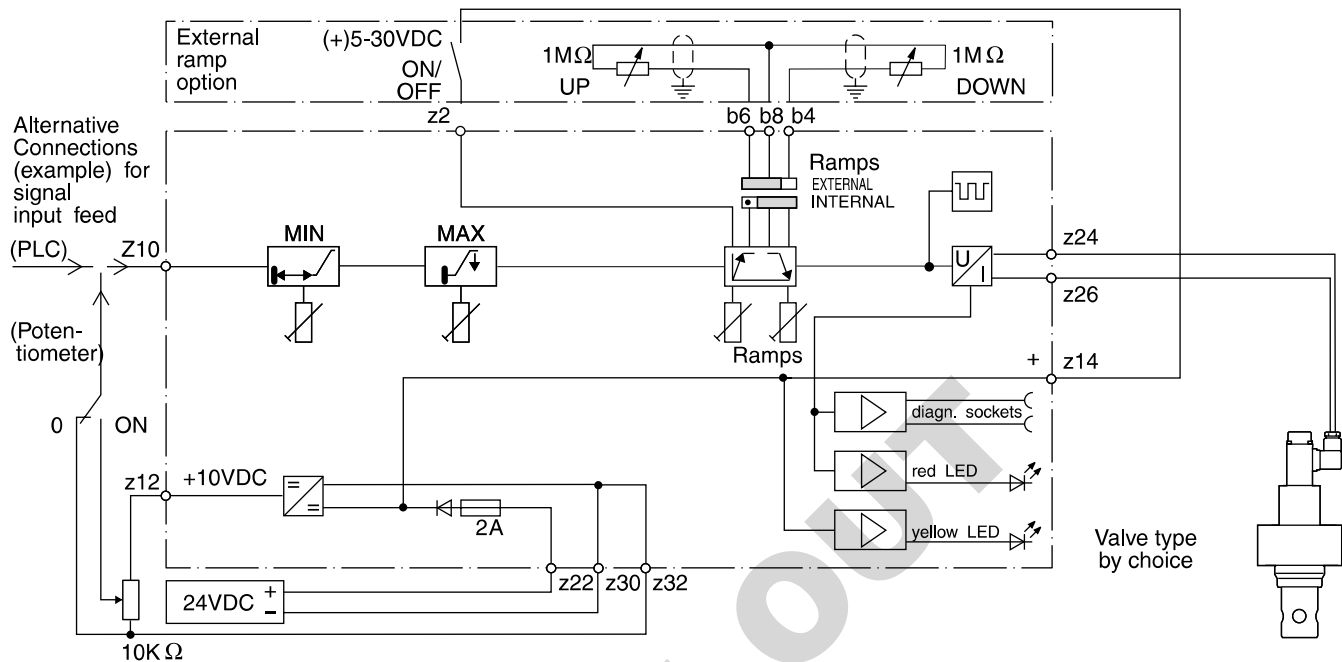 External
ramp
option
(+)5-30VDC
ON/
OFF
1MΩ
UP
1MΩ
DOWN
z2
b6 b8 b4
Alternative
Connections
(example) for
signal
input feed
(PLC)
Z10
MIN
MAX
Ramps
EXTERNAL
INTERNAL
U
I
z24
z26
(Poten-
tiometer)
Ramps
+ z14
0 ON
diagn. sockets
z12 +10VDC
=
=
2A
red LED
yellow LED
Valve type
by choice
z22 z30 z32
24VDC +
−
10KΩ
OUT